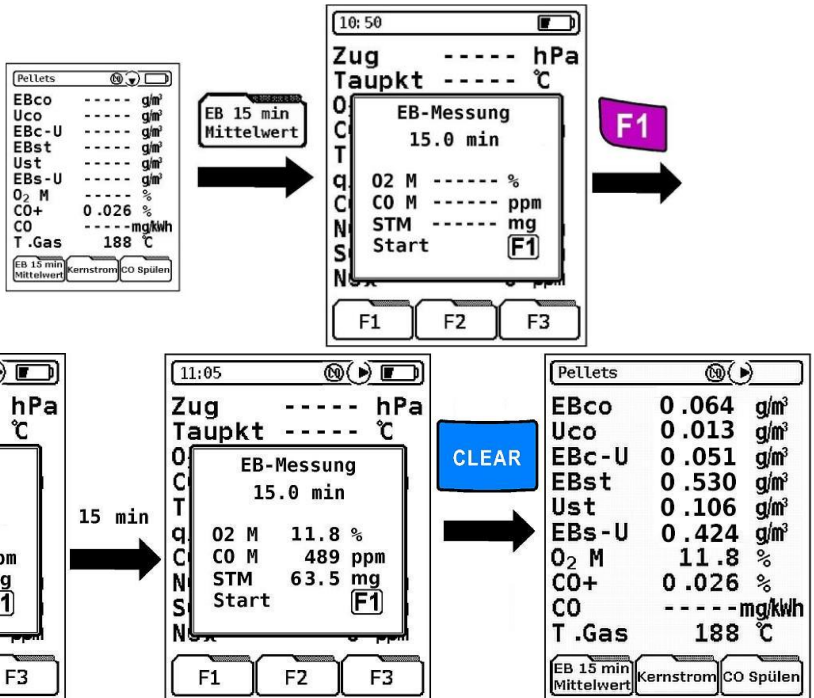 Pellets
EBco ----- g/m³
Uco ----- g/m³
EBc-U ----- g/m³
EBst ----- g/m³
Ust ----- g/m³
EBs-U ----- g/m³
O₂ M ----- %
CO+ 0.026 %
CO -----mg/kWh
T.Gas 188 °C
EB 15 min Mittelwert
Kernstrom
CO Spülen
EB 15 min
Mittelwert
10:50
Zug ----- hPa
Taupkt ----- °C
EB-Messung
15.0 min
O2 M ------ %
CO M ------ ppm
STM ------ mg
Start F1
F1 F2 F3
F1
hPa
°C
F3
15 min
11:05
Zug ----- hPa
Taupkt ----- °C
EB-Messung
15.0 min
O2 M 11.8 %
CO M 489 ppm
STM 63.5 mg
Start F1
F1 F2 F3
CLEAR
Pellets
EBco 0.064 g/m³
Uco 0.013 g/m³
EBc-U 0.051 g/m³
EBst 0.530 g/m³
Ust 0.106 g/m³
EBs-U 0.424 g/m³
O₂ M 11.8 %
CO+ 0.026 %
CO -----mg/kWh
T.Gas 188 °C
EB 15 min Mittelwert
Kernstrom
CO Spülen